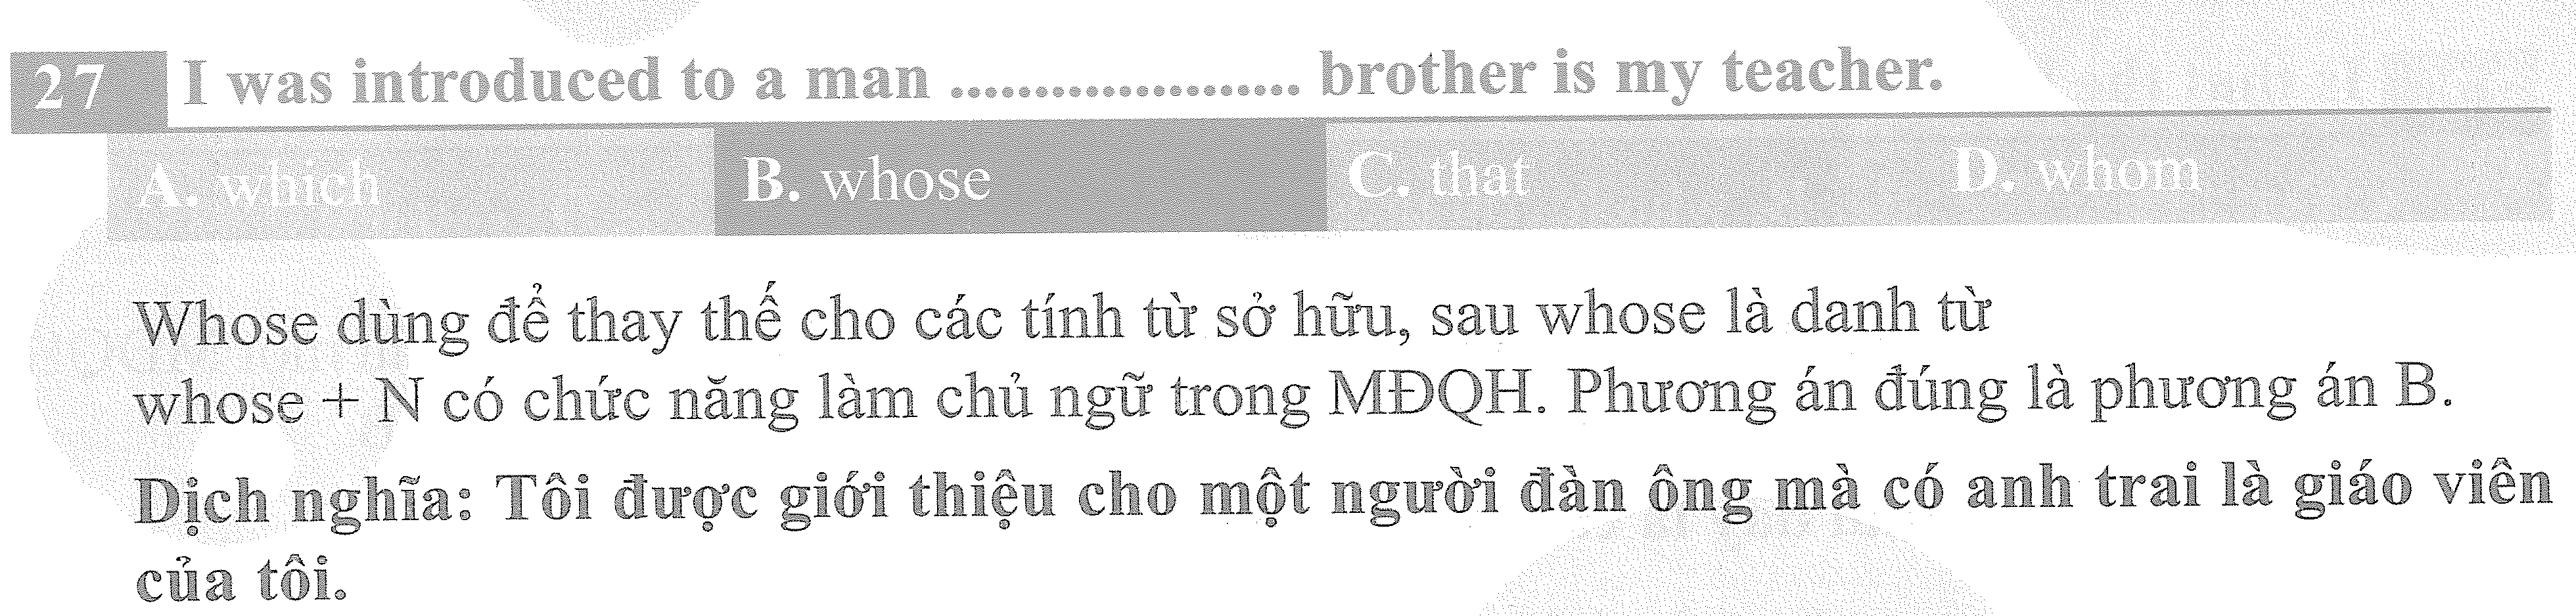 27 I was introduced to a man .................... brother is my teacher.
A. which B. whose C. that D. whom
Whose dùng để thay thế cho các tính từ sở hữu, sau whose là danh từ
whose + N có chức năng làm chủ ngữ trong MĐQH. Phương án đúng là phương án B.
Dịch nghĩa: Tôi được giới thiệu cho một người đàn ông mà có anh trai là giáo viên
của tôi.